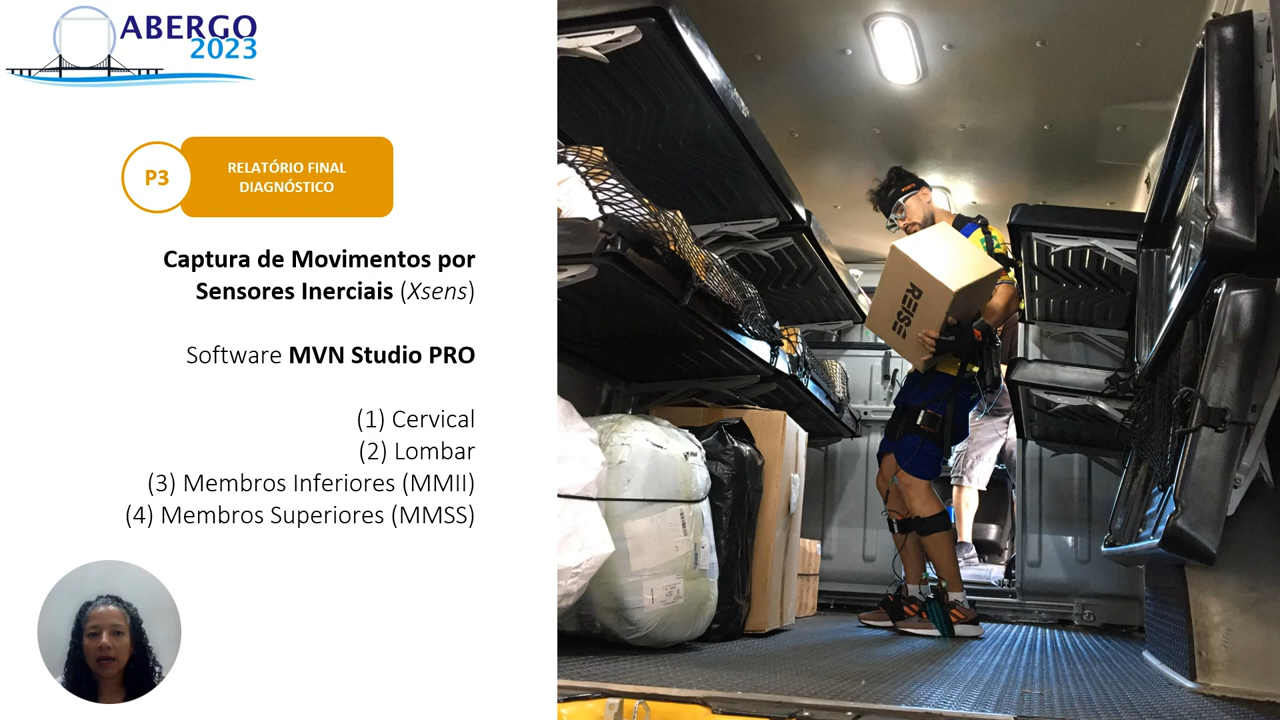 ABERGO
2023
P3
RELATÓRIO FINAL
DIAGNÓSTICO
Captura de Movimentos por
Sensores Inerciais (Xsens)
Software MVN Studio PRO
(1) Cervical
(2) Lombar
(3) Membros Inferiores (MMII)
(4) Membros Superiores (MMSS)